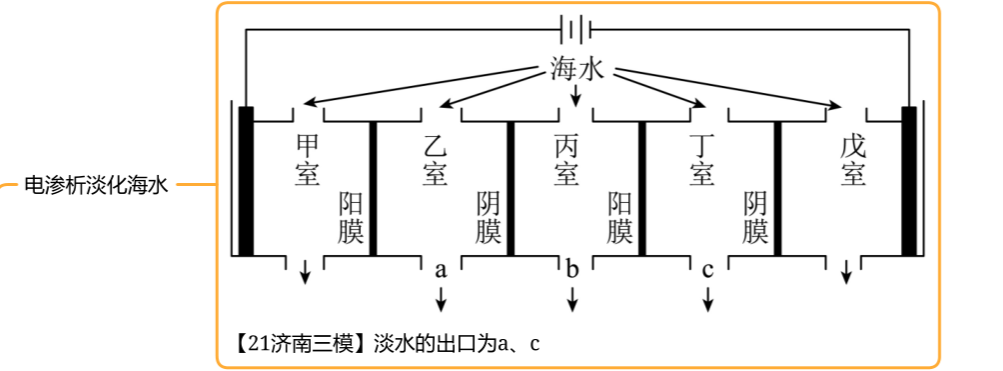 海水
甲室
乙室
丙室
丁室
戊室
阳膜
阴膜
阳膜
阴膜
电渗析淡化海水
a
b
c
【21济南三模】淡水的出口为a、c